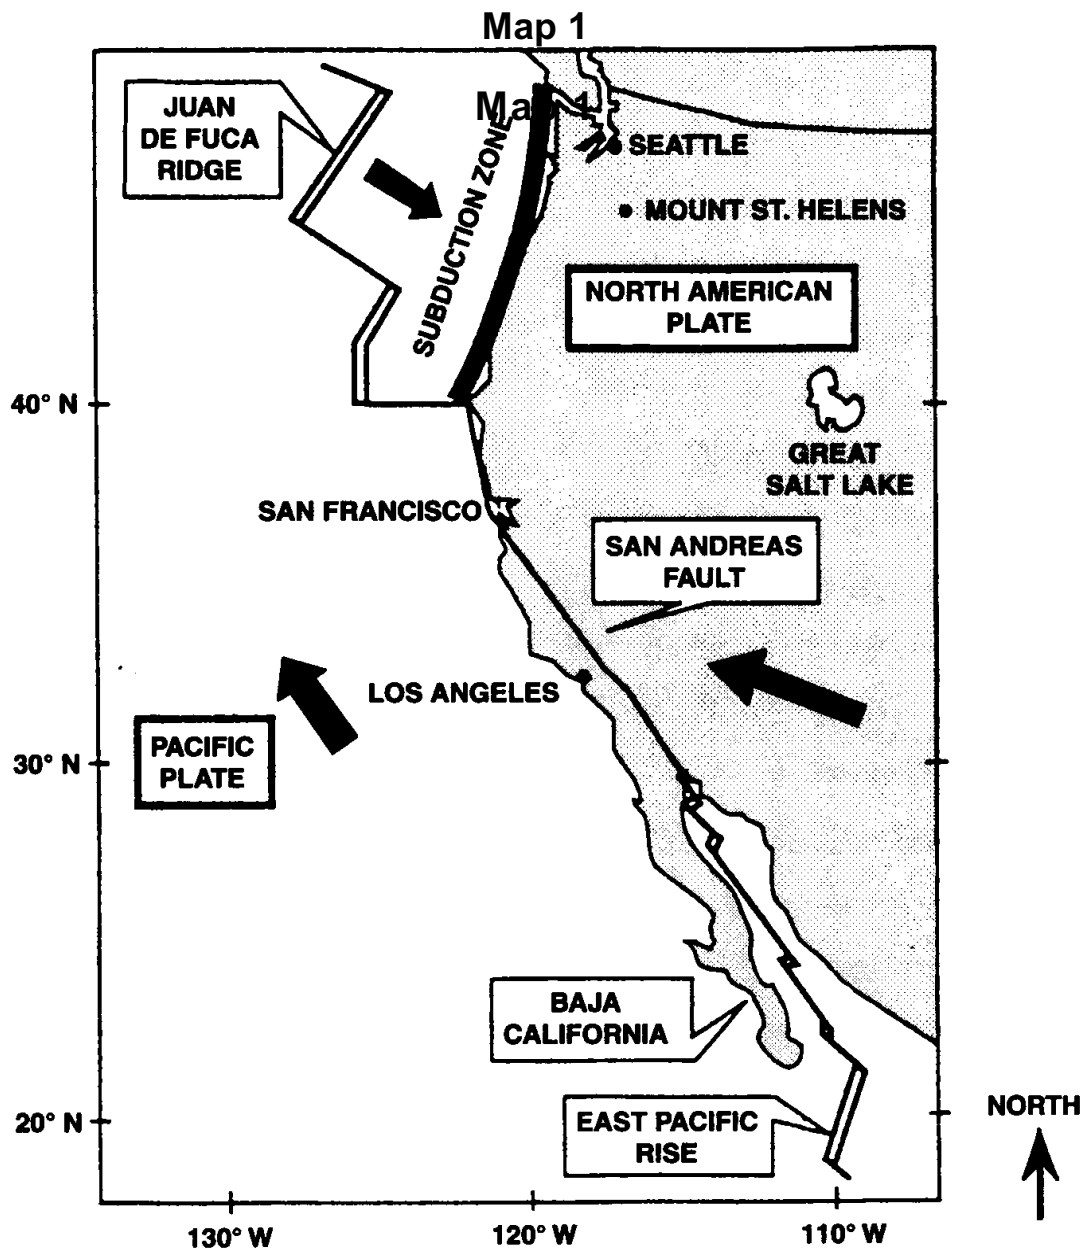 Map 1
Map 1
JUAN
DE FUCA
RIDGE
SUBDUCTION ZONE
SEATTLE
MOUNT ST. HELENS
NORTH AMERICAN
PLATE
40° N
GREAT
SALT LAKE
SAN FRANCISCO
SAN ANDREAS
FAULT
LOS ANGELES
PACIFIC
PLATE
30° N
BAJA
CALIFORNIA
EAST PACIFIC
RISE
20° N
NORTH
130° W
120° W
110° W